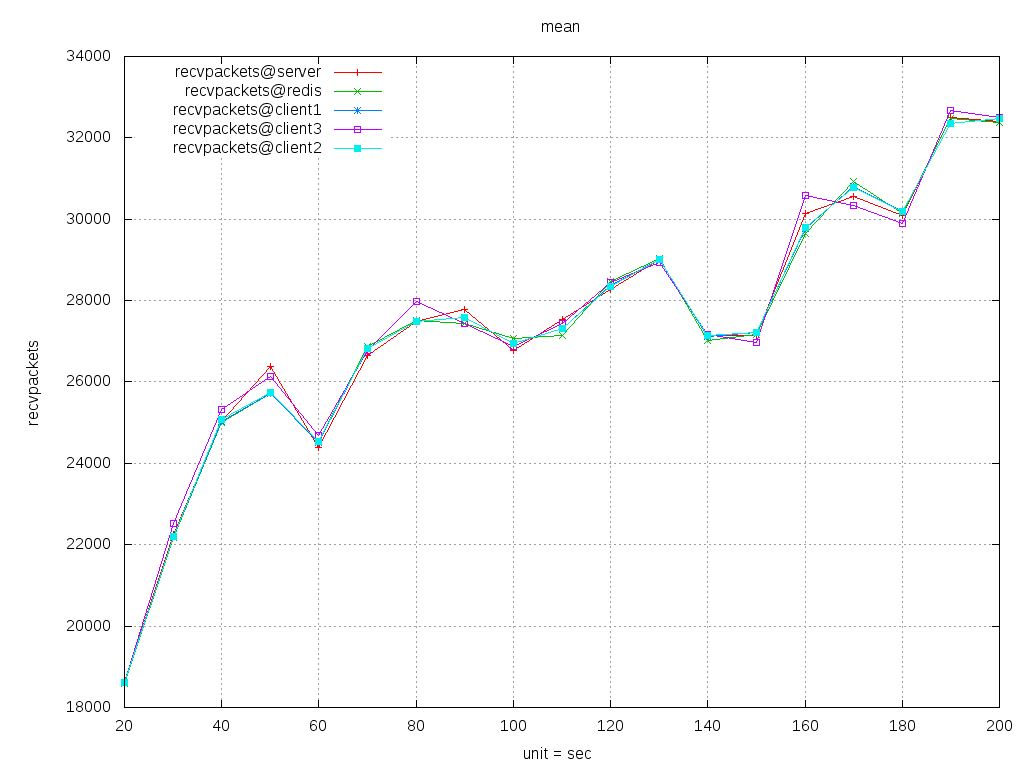 mean
34000
32000
30000
28000
26000
24000
22000
20000
18000
recvpackets
recvpackets@server
recvpackets@redis
recvpackets@client1
recvpackets@client3
recvpackets@client2
20 40 60 80 100 120 140 160 180 200
unit = sec